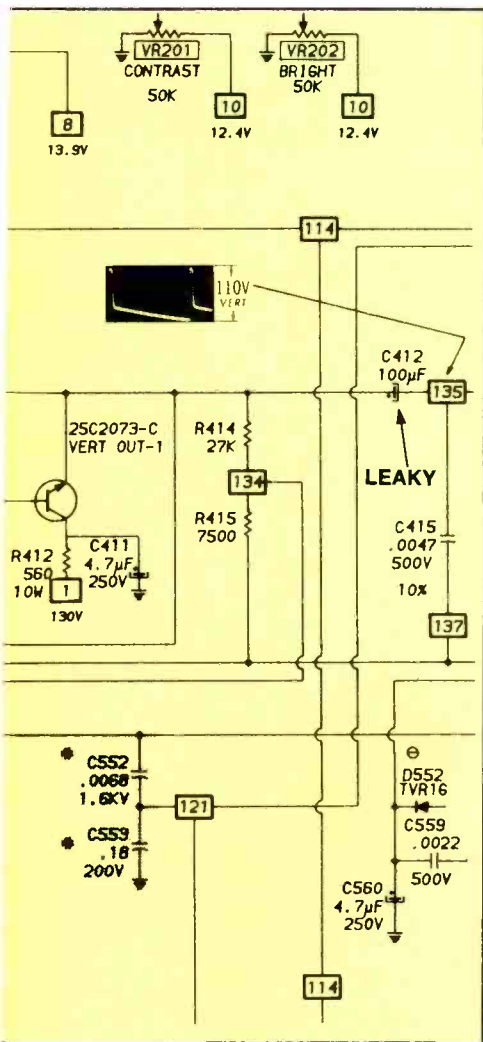 VR201
CONTRAST
50K
10
12.4V
VR202
BRIGHT
50K
10
12.4V
8
13.9V
114
110V
VERT
C412
100µF
135
LEAKY
2SC2073-C
VERT OUT-1
R414
27K
134
R415
7500
C415
.0047
500V
10%
137
R412
560
10W
1
130V
C411
4.7µF
250V
C552
.0068
1.6KV
121
C553
.18
200V
D552
TVR16
C559
.0022
500V
C560
4.7µF
250V
114